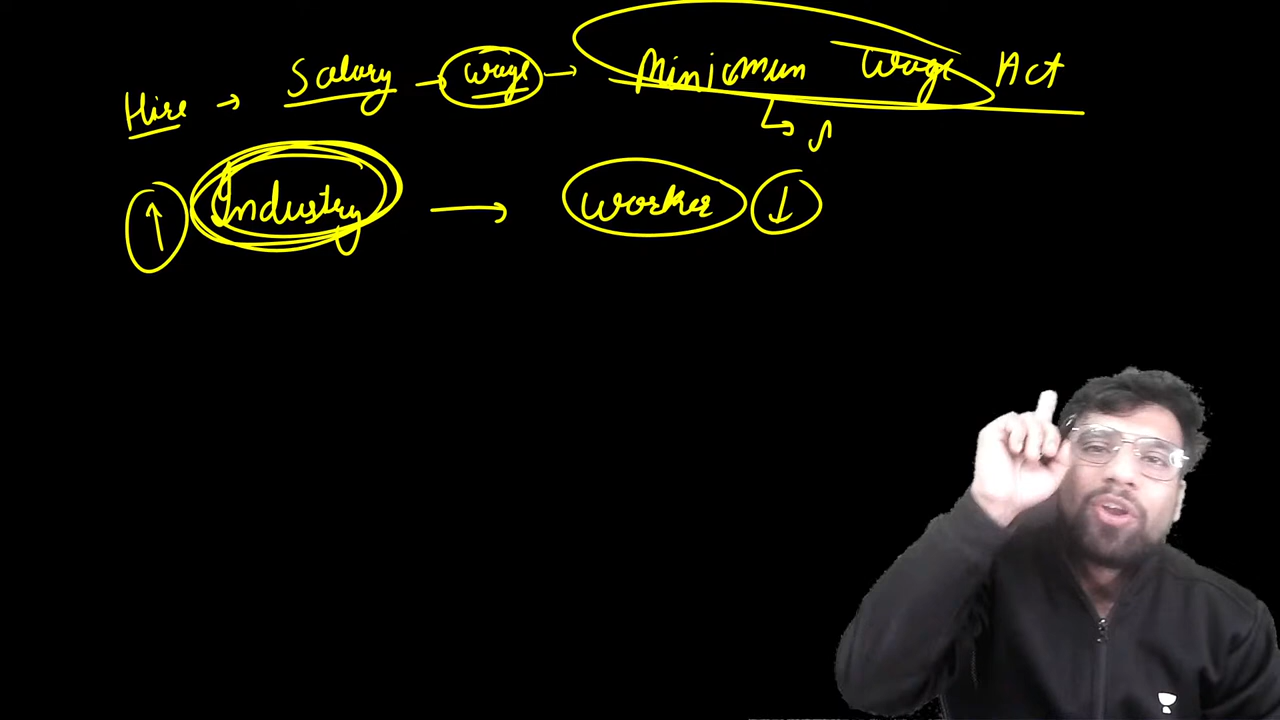 Hire → Salary → Wage → Minimum Wage Act
↳ s
↑ Industry → Worker ↓